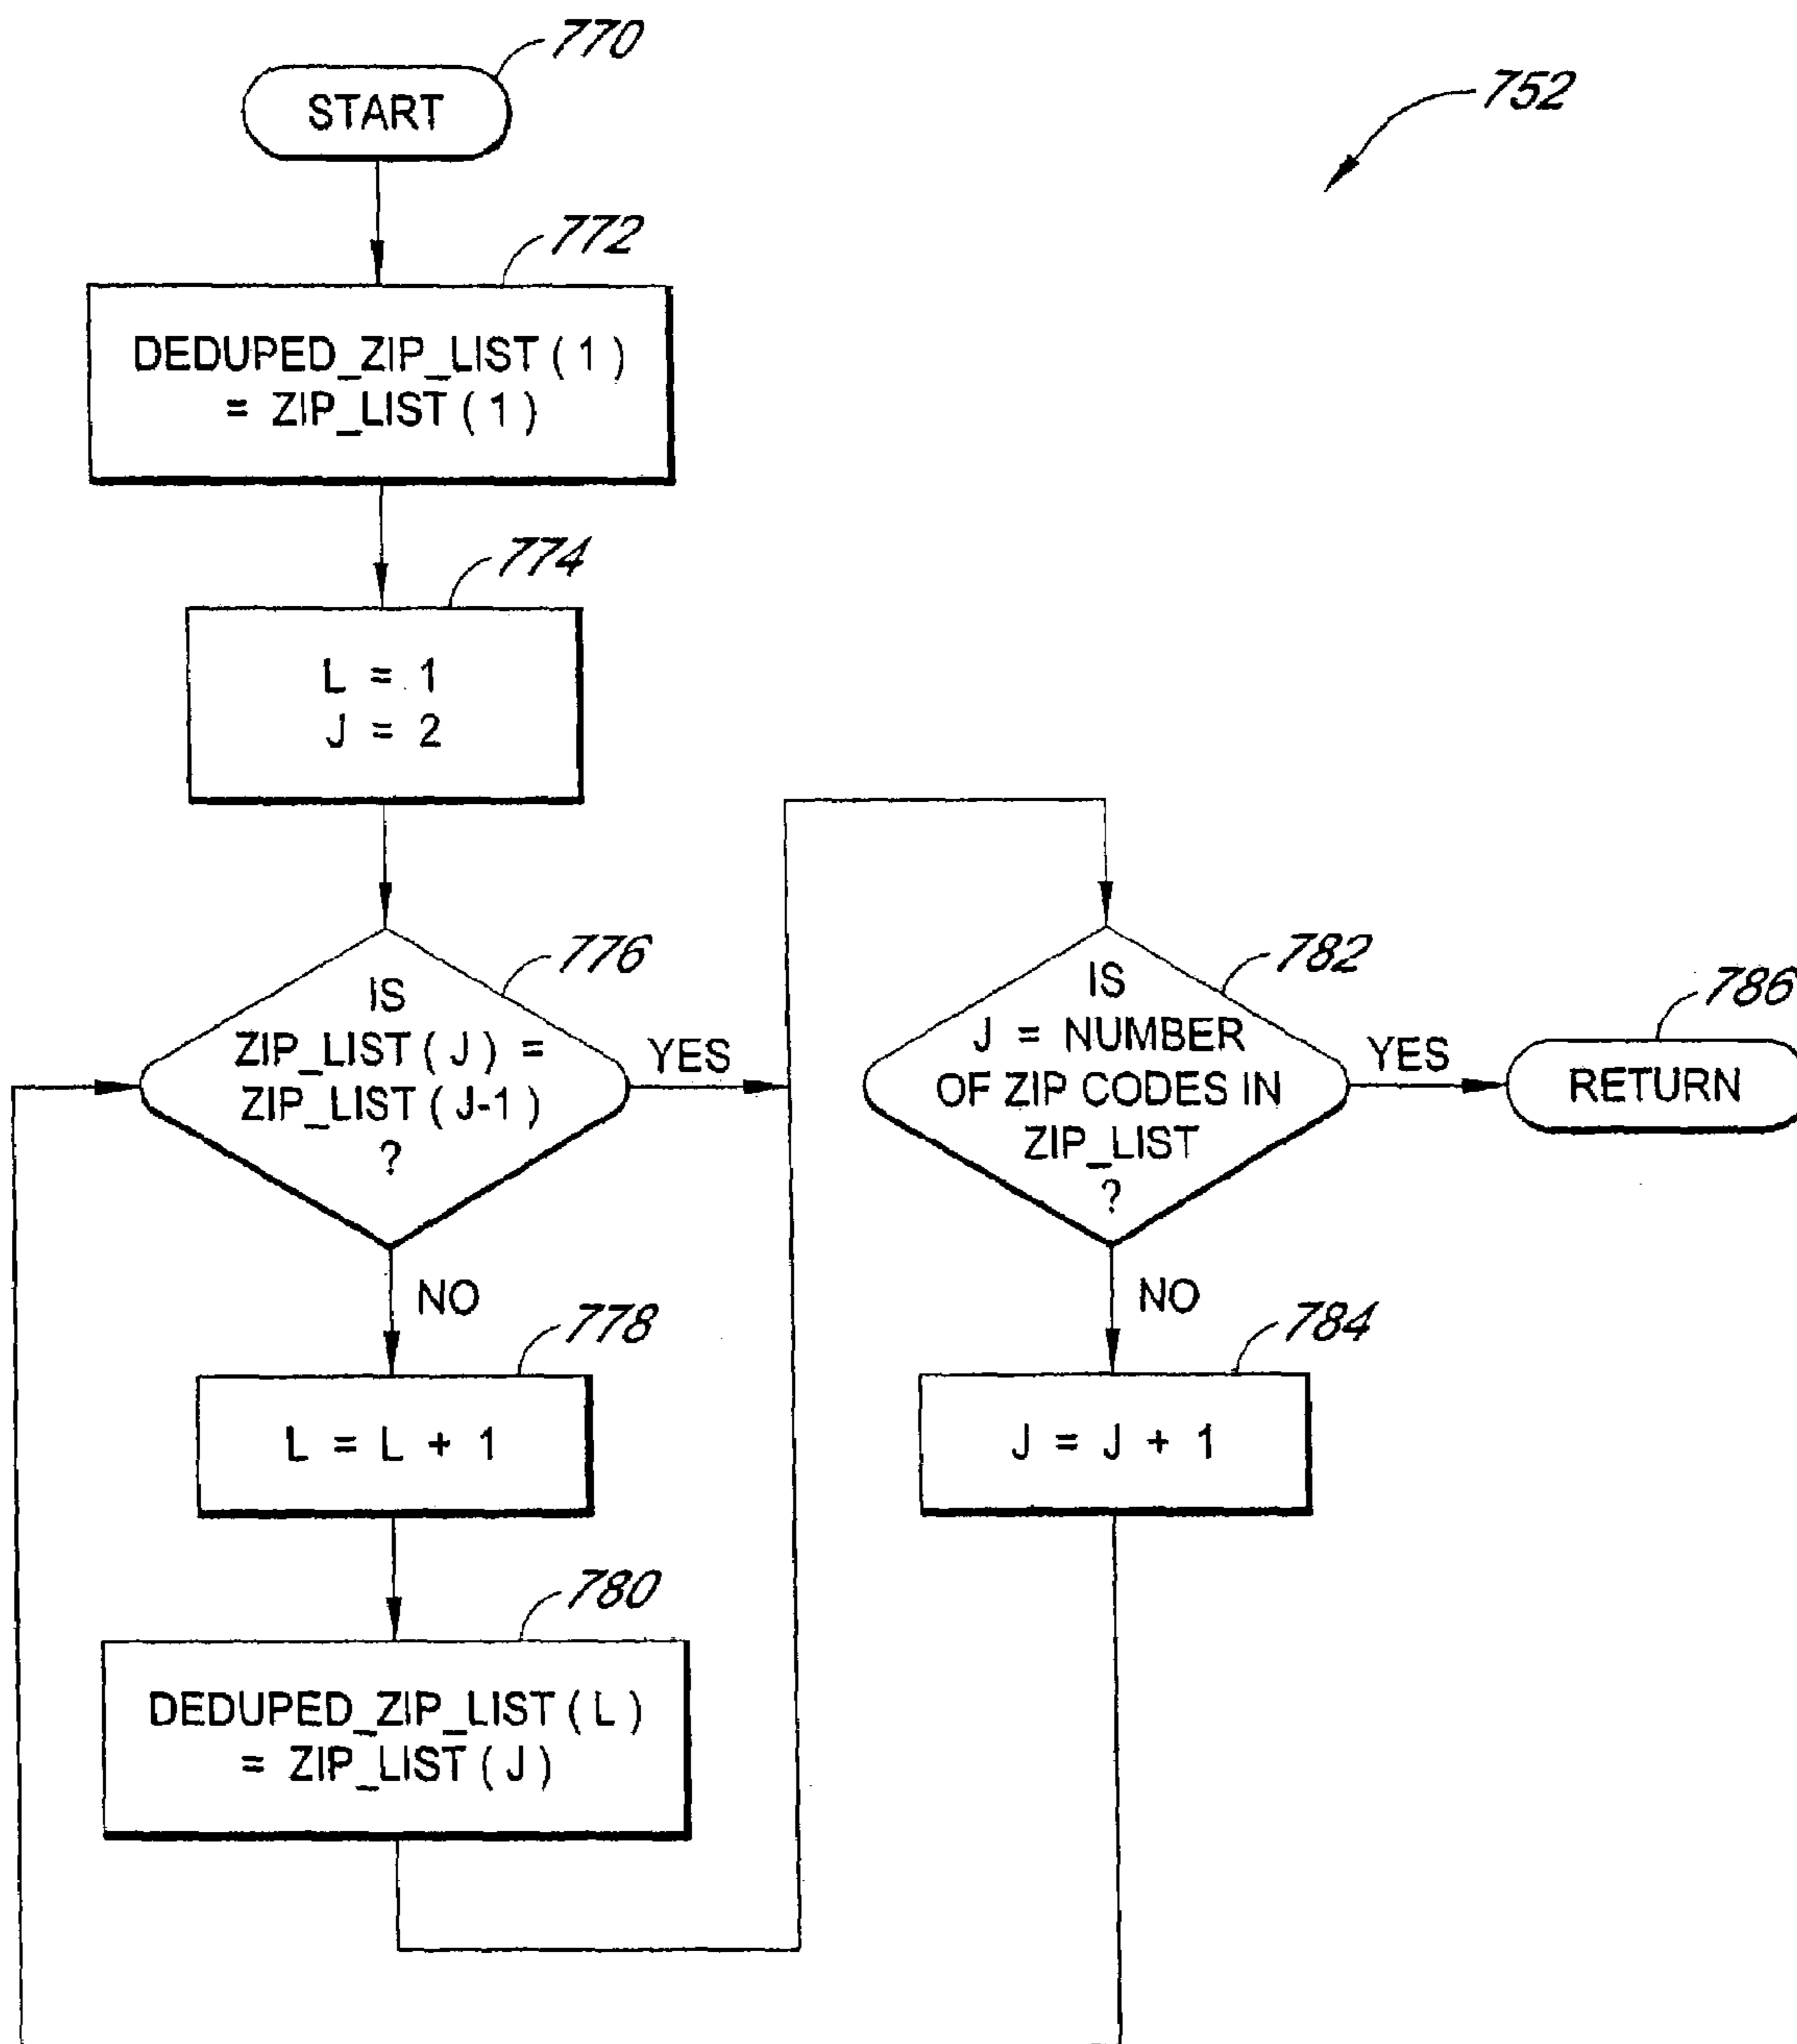 770
START
752
772
DEDUPED_ZIP_LIST ( 1 )
= ZIP_LIST ( 1 )
774
L = 1
J = 2
776
IS
ZIP_LIST ( J ) =
ZIP_LIST ( J-1 )
?
YES
NO
778
L = L + 1
780
DEDUPED_ZIP_LIST ( L )
= ZIP_LIST ( J )
782
IS
J = NUMBER
OF ZIP CODES IN
ZIP_LIST
?
YES
786
RETURN
NO
784
J = J + 1